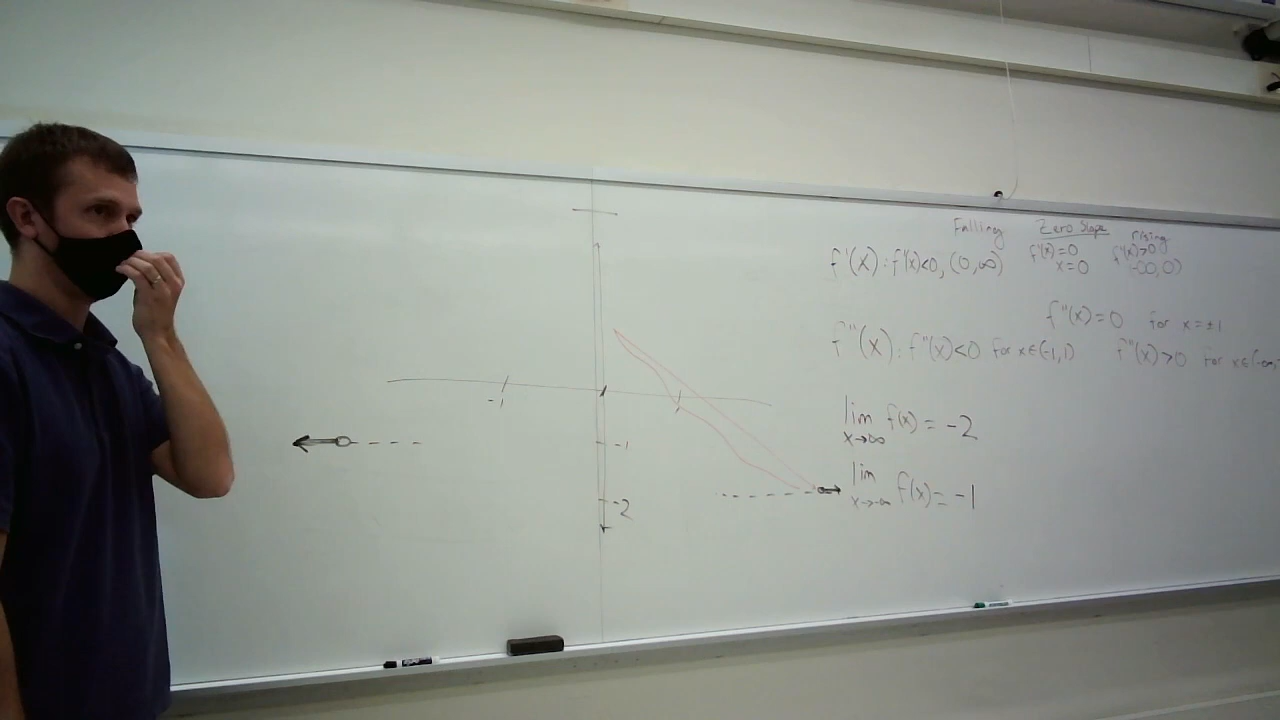 Falling Zero Slope rising
f'(x): f'(x)<0, (0,∞) f'(x)=0 f'(x)>0
x=0 -∞,0)
f''(x)=0 for x=±1
f''(x): f''(x)<0 for x∈(-1,1) f''(x)>0 for x∈(-∞,
-1
lim f(x) = -2
x→∞
-1
lim f(x) = -1
x→-∞
-2